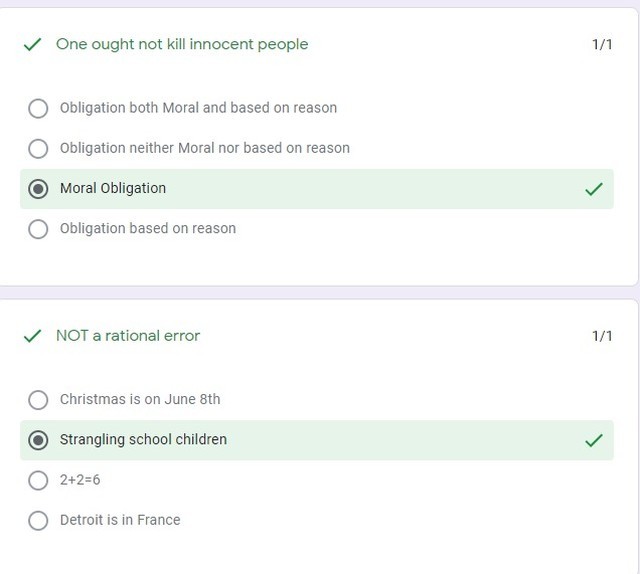 One ought not kill innocent people 1/1
Obligation both Moral and based on reason
Obligation neither Moral nor based on reason
Moral Obligation
Obligation based on reason
NOT a rational error 1/1
Christmas is on June 8th
Strangling school children
2+2=6
Detroit is in France